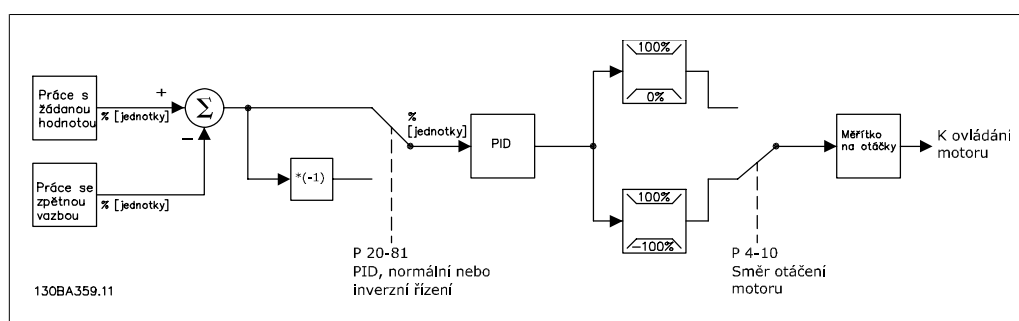 Práce s
žádanou
hodnotou
+
% [jednotky]
Σ
−
Práce se
zpětnou
vazbou
% [jednotky]
*(-1)
%
[jednotky]
PID
100%
0%
100%
−100%
Měřítko
na otáčky
K ovládáni
motoru
P 20-81
PID, normální nebo
inverzní řízení
P 4-10
Směr otáčení
motoru
130BA359.11